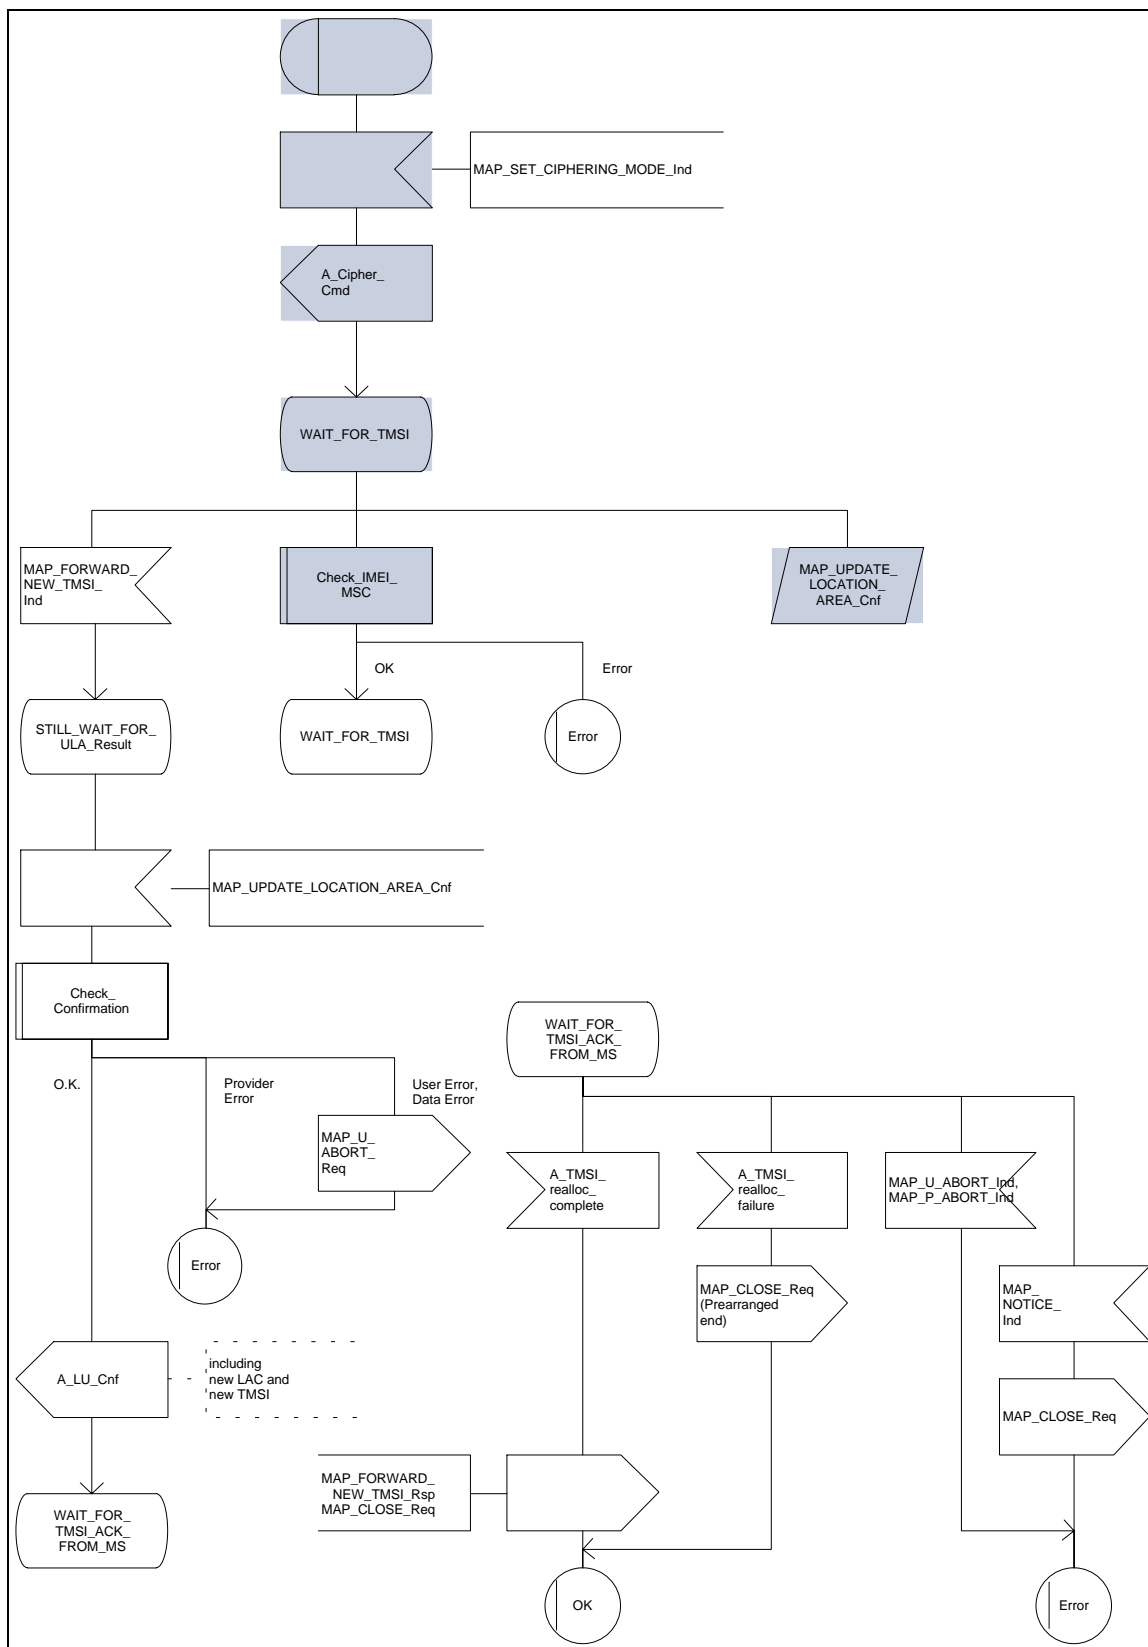 MAP_SET_CIPHERING_MODE_Ind
A_Cipher_
Cmd
WAIT_FOR_TMSI
MAP_FORWARD_
NEW_TMSI_
Ind
Check_IMEI_
MSC
MAP_UPDATE_
LOCATION_
AREA_Cnf
OK
Error
STILL_WAIT_FOR_
ULA_Result
WAIT_FOR_TMSI
Error
MAP_UPDATE_LOCATION_AREA_Cnf
Check_
Confirmation
O.K.
Provider
Error
User Error,
Data Error
MAP_U_
ABORT_
Req
Error
A_LU_Cnf
including
new LAC and
new TMSI
WAIT_FOR_
TMSI_ACK_
FROM_MS
WAIT_FOR_
TMSI_ACK_
FROM_MS
A_TMSI_
realloc_
complete
A_TMSI_
realloc_
failure
MAP_U_ABORT_Ind,
MAP_P_ABORT_Ind
MAP_CLOSE_Req
(Prearranged
end)
MAP_
NOTICE_
Ind
MAP_CLOSE_Req
MAP_FORWARD_
NEW_TMSI_Rsp
MAP_CLOSE_Req
OK
Error